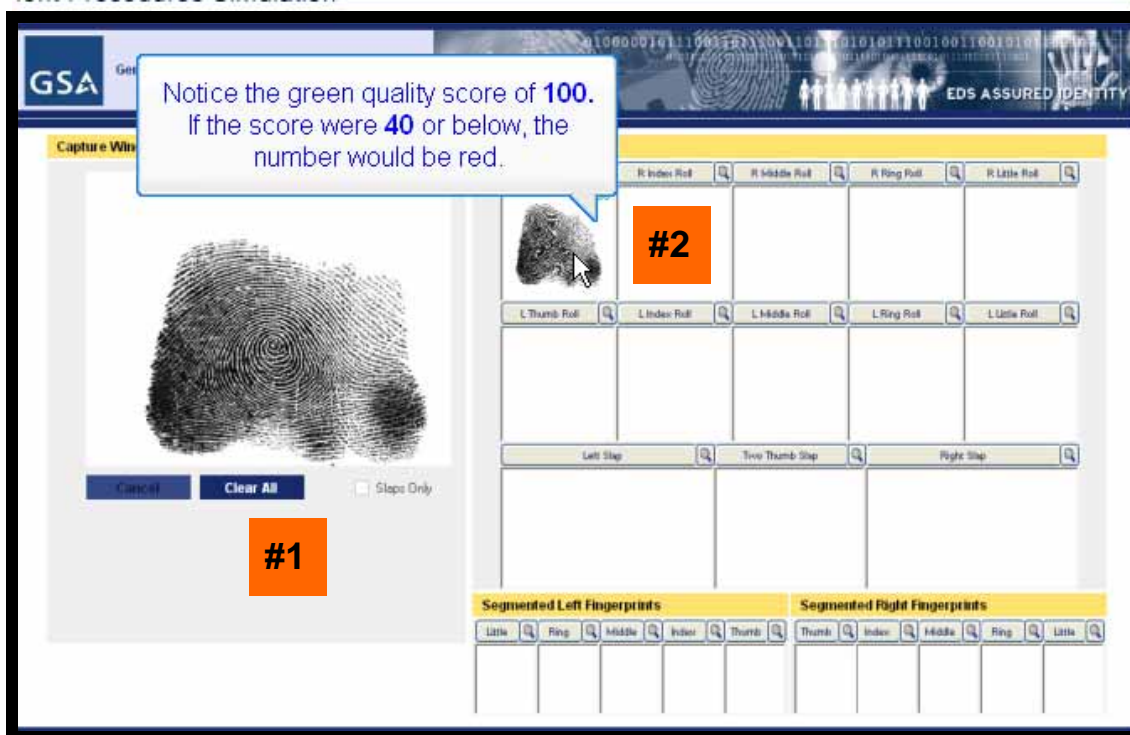 GSA
EDS ASSURED IDENTITY
Notice the green quality score of 100.
If the score were 40 or below, the
number would be red.
Capture Win
R Index Roll
R Middle Roll
R Ring Roll
R Little Roll
#2
L Thumb Roll
L Index Roll
L Middle Roll
L Ring Roll
L Little Roll
Left Slap
Two Thumb Slap
Right Slap
Cancel
Clear All
Slaps Only
#1
Segmented Left Fingerprints
Segmented Right Fingerprints
Little
Ring
Middle
Index
Thumb
Thumb
Index
Middle
Ring
Little